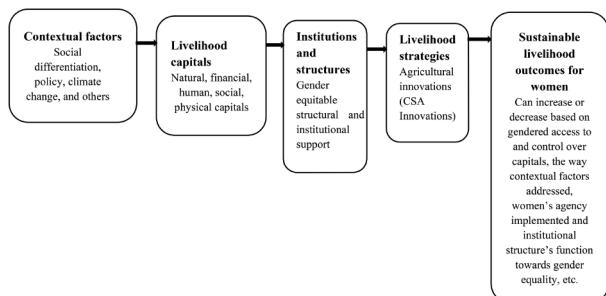 Contextual factors
Social
differentiation,
policy, climate
change, and others
Livelihood
capitals
Natural, financial,
human, social,
physical capitals
Institutions and
structures
Gender
equitable
structural and
institutional
support
Livelihood
strategies
Agricultural
innovations
(CSA
Innovations)
Sustainable
livelihood
outcomes for
women
Can increase or
decrease based on
gendered access to
and control over
capitals, the way
contextual factors
addressed,
women's agency
implemented and
institutional
structure's function
towards gender
equality, etc.